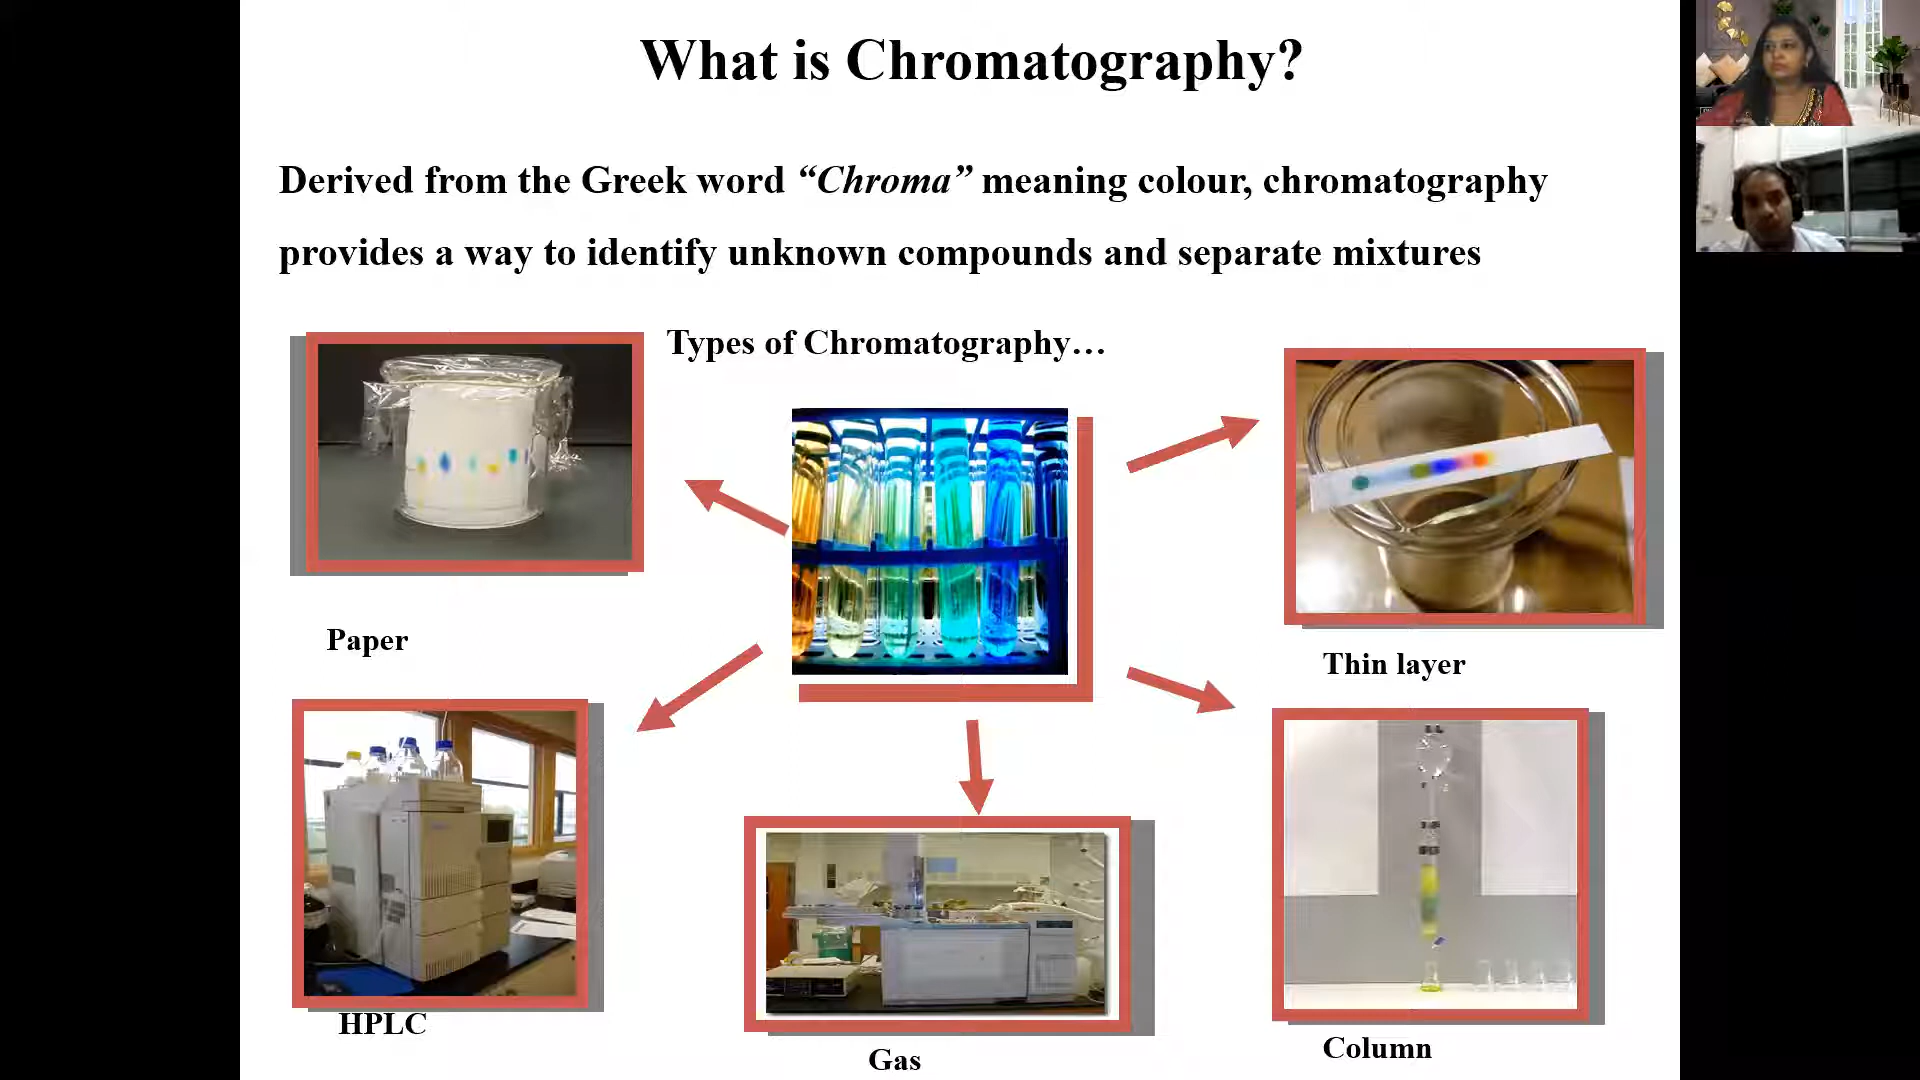 What is Chromatography?
Derived from the Greek word “Chroma” meaning colour, chromatography
provides a way to identify unknown compounds and separate mixtures
Types of Chromatography…
Paper
Thin layer
HPLC
Gas
Column